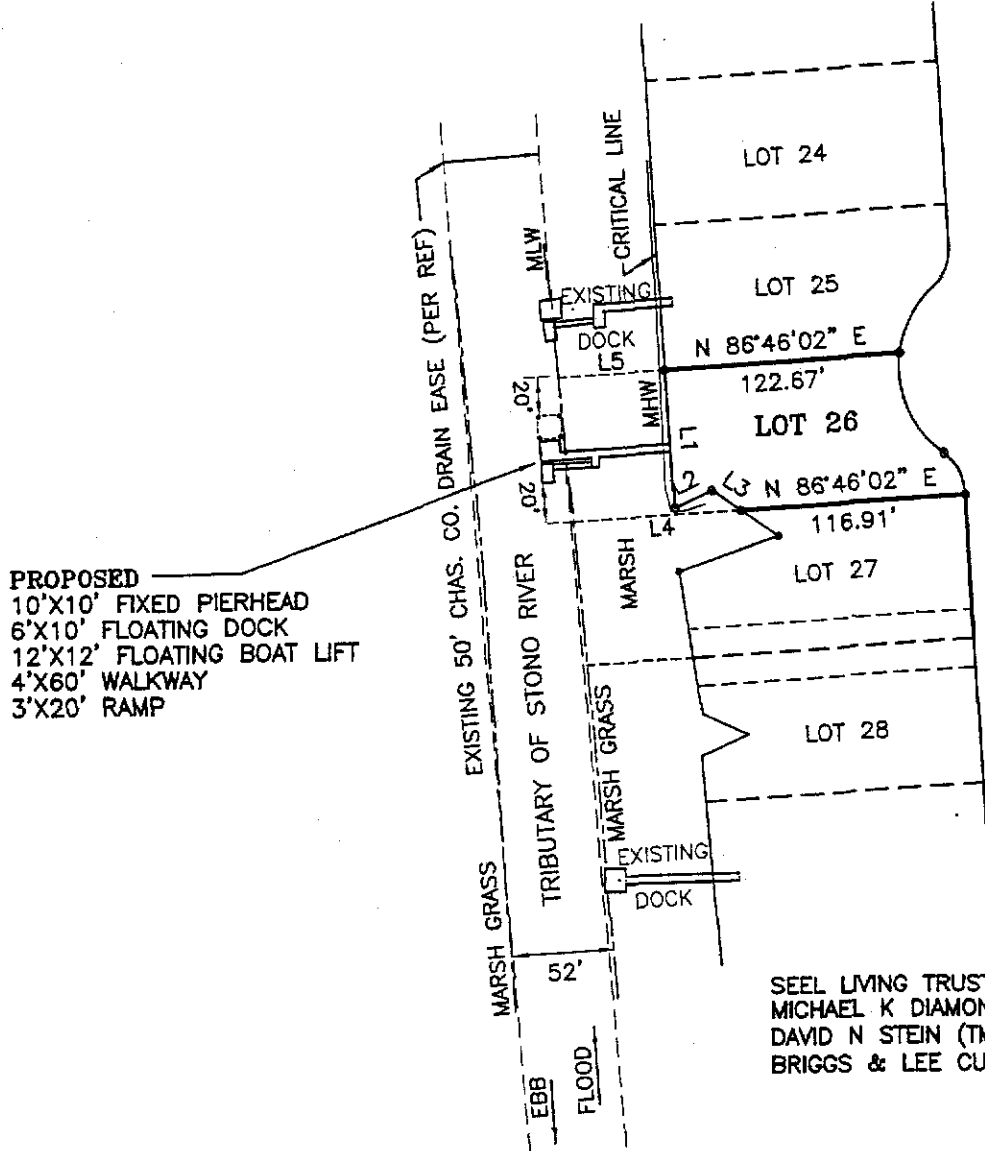 LOT 24
CRITICAL LINE
EXISTING 50' CHAS. CO. DRAIN EASE (PER REF)
MLW
EXISTING
DOCK
LOT 25
L5
N 86°46'02" E
122.67'
20'
MHW
LOT 26
L1
2
L3
N 86°46'02" E
116.91'
20'
L4
MARSH
LOT 27
PROPOSED
10'X10' FIXED PIERHEAD
6'X10' FLOATING DOCK
12'X12' FLOATING BOAT LIFT
4'X60' WALKWAY
3'X20' RAMP
TRIBUTARY OF STONO RIVER
MARSH GRASS
LOT 28
EXISTING
DOCK
MARSH GRASS
52'
SEEL LIVING TRUST
MICHAEL K DIAMON
DAVID N STEIN (TM
BRIGGS & LEE CU
EBB
FLOOD